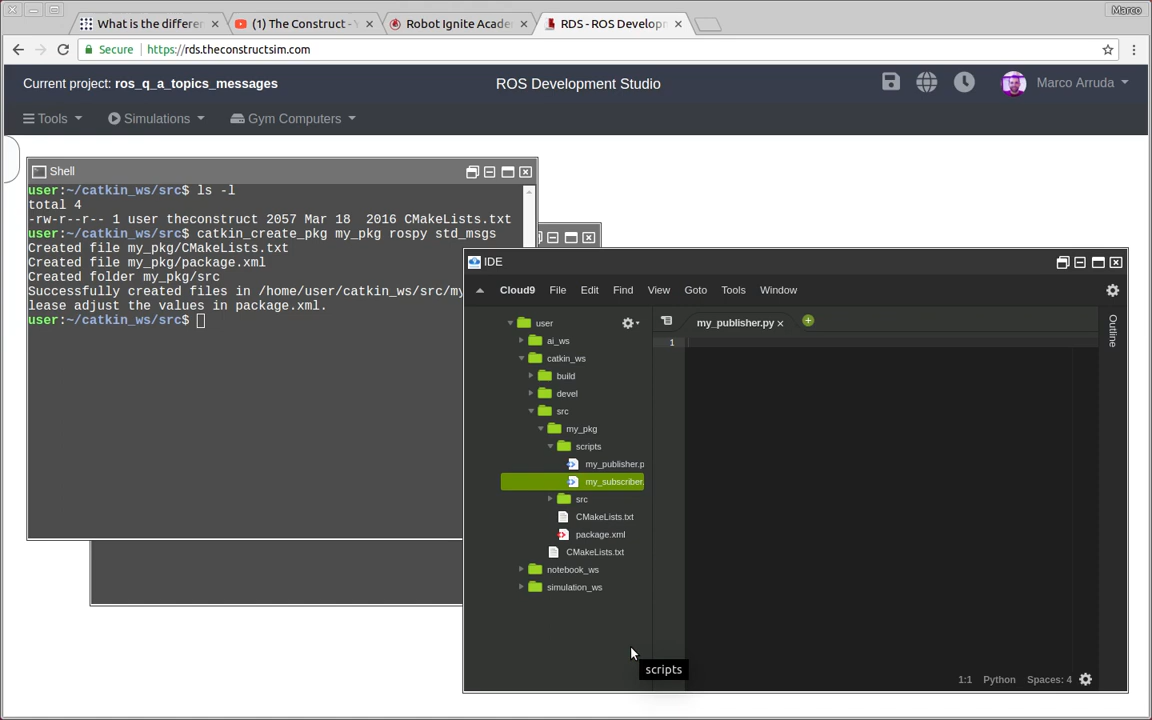 Marco
What is the differen
(1) The Construct - Y
Robot Ignite Acade
RDS - ROS Develop
Secure
https://rds.theconstructsim.com
Current project: ros_q_a_topics_messages
ROS Development Studio
Marco Arruda
Tools
Simulations
Gym Computers
Shell
user:~/catkin_ws/src$ ls -l
total 4
-rw-r--r-- 1 user theconstruct 2057 Mar 18  2016 CMakeLists.txt
user:~/catkin_ws/src$ catkin_create_pkg my_pkg rospy std_msgs
Created file my_pkg/CMakeLists.txt
Created file my_pkg/package.xml
Created folder my_pkg/src
Successfully created files in /home/user/catkin_ws/src/my_
lease adjust the values in package.xml.
user:~/catkin_ws/src$
IDE
Cloud9 File Edit Find View Goto Tools Window
user
ai_ws
catkin_ws
build
devel
src
my_pkg
scripts
my_publisher.p
my_subscriber.
src
CMakeLists.txt
package.xml
CMakeLists.txt
notebook_ws
simulation_ws
my_publisher.py
1
Outline
scripts
1:1 Python Spaces: 4